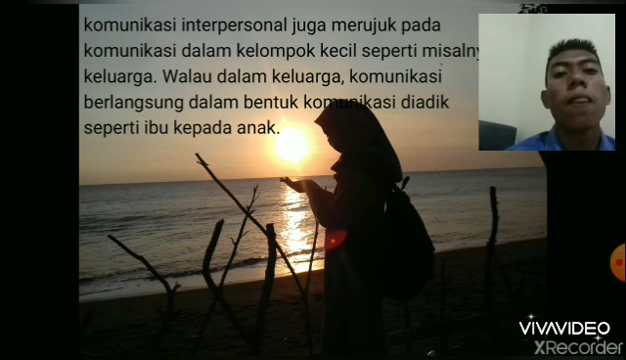 komunikasi interpersonal juga merujuk pada
komunikasi dalam kelompok kecil seperti
keluarga. Walau dalam keluarga, komunikasi
berlangsung dalam bentuk komunikasi diadik
seperti ibu kepada anak.
VIVAVIDEO
XRecorder